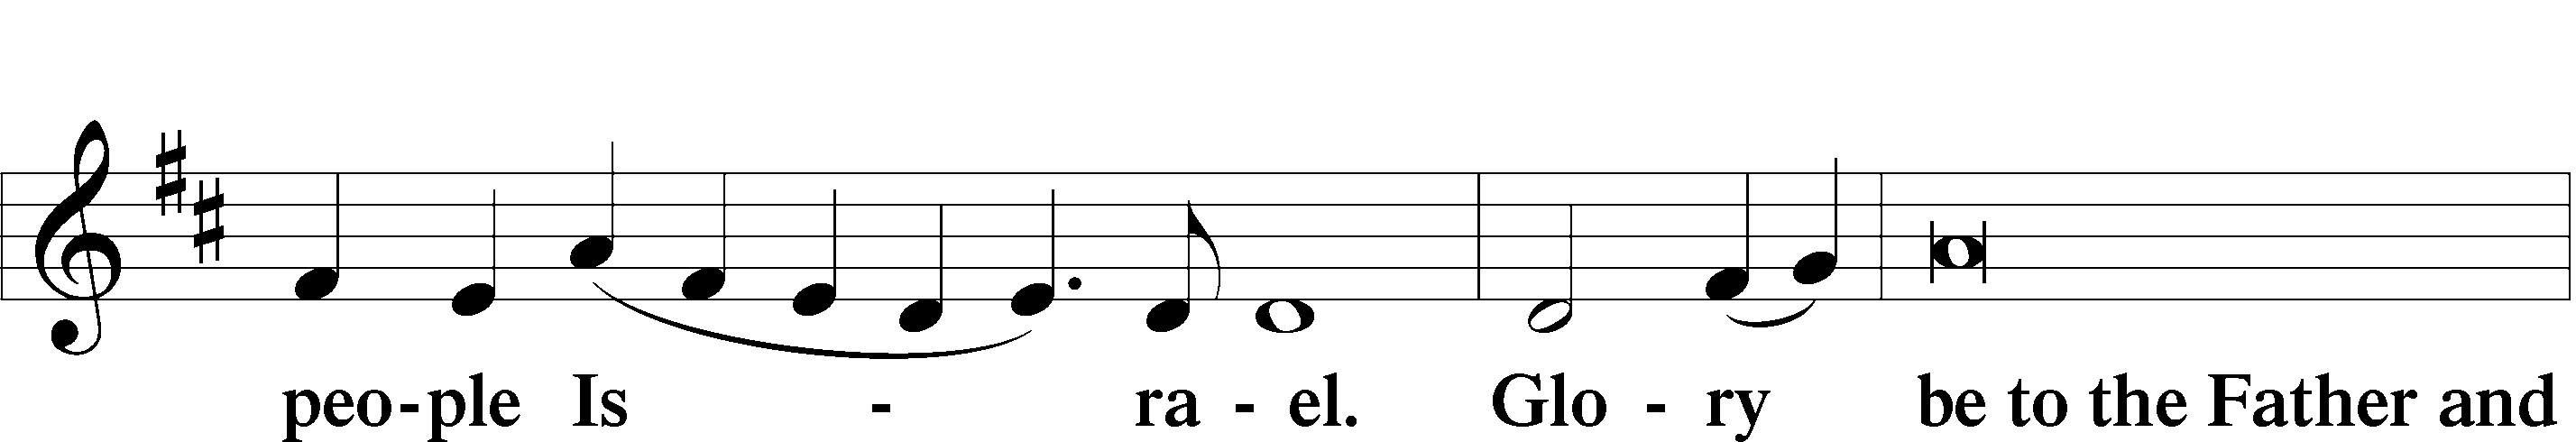 peo-ple Is - ra - el. Glo - ry be to the Father and